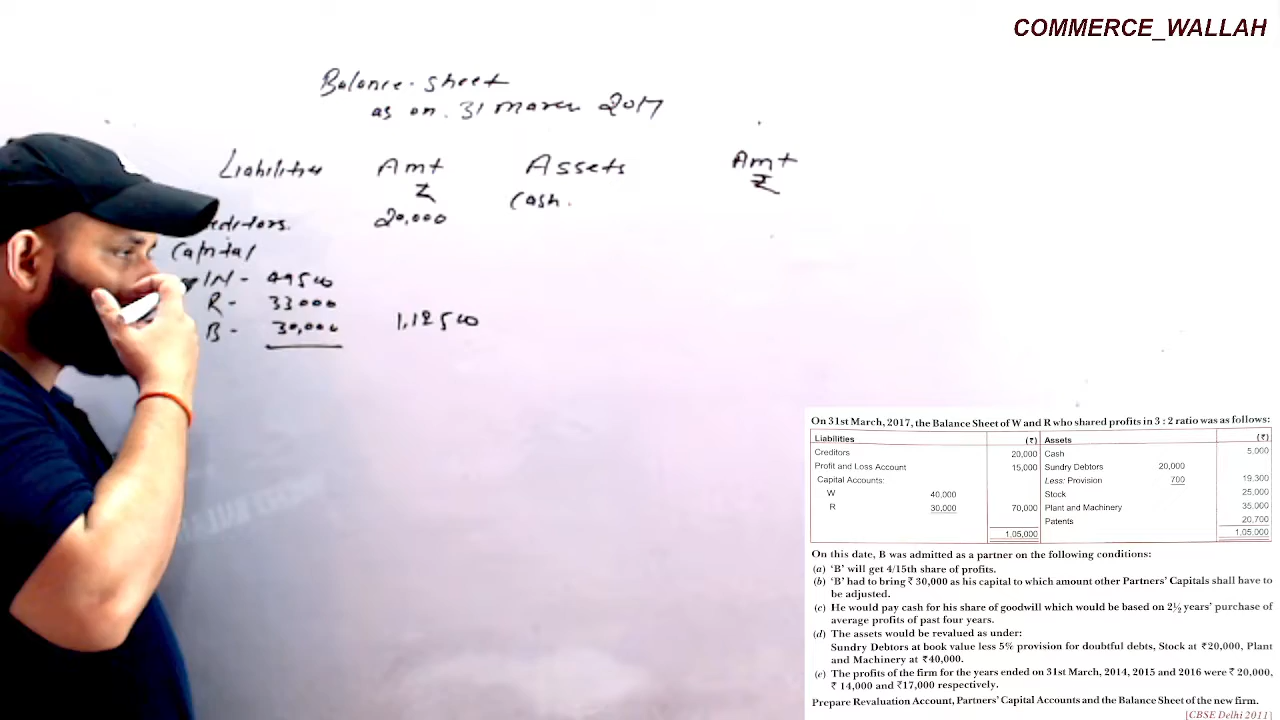 COMMERCE_WALLAH
Balance-sheet
as on. 31 March 2017
Liabilities Amt Assets Amt
₹ ₹
editors. 20,000 Cash.
Capital
W - 49500
R - 33000
B - 30,000 1,12500
On 31st March, 2017, the Balance Sheet of W and R who shared profits in 3 : 2 ratio was as follows:
Liabilities (₹) Assets (₹)
Creditors 20,000 Cash 5,000
Profit and Loss Account 15,000 Sundry Debtors 20,000
Capital Accounts: Less: Provision 700 19,300
W 40,000 Stock 25,000
R 30,000 70,000 Plant and Machinery 35,000
Patents 20,700
1,05,000 1,05,000
On this date, B was admitted as a partner on the following conditions:
(a) 'B' will get 4/15th share of profits.
(b) 'B' had to bring ₹ 30,000 as his capital to which amount other Partners' Capitals shall have to
be adjusted.
(c) He would pay cash for his share of goodwill which would be based on 2½ years' purchase of
average profits of past four years.
(d) The assets would be revalued as under:
Sundry Debtors at book value less 5% provision for doubtful debts, Stock at ₹20,000, Plant
and Machinery at ₹40,000.
(e) The profits of the firm for the years ended on 31st March, 2014, 2015 and 2016 were ₹ 20,000,
₹ 14,000 and ₹17,000 respectively.
Prepare Revaluation Account, Partners' Capital Accounts and the Balance Sheet of the new firm.
[CBSE Delhi 2011]